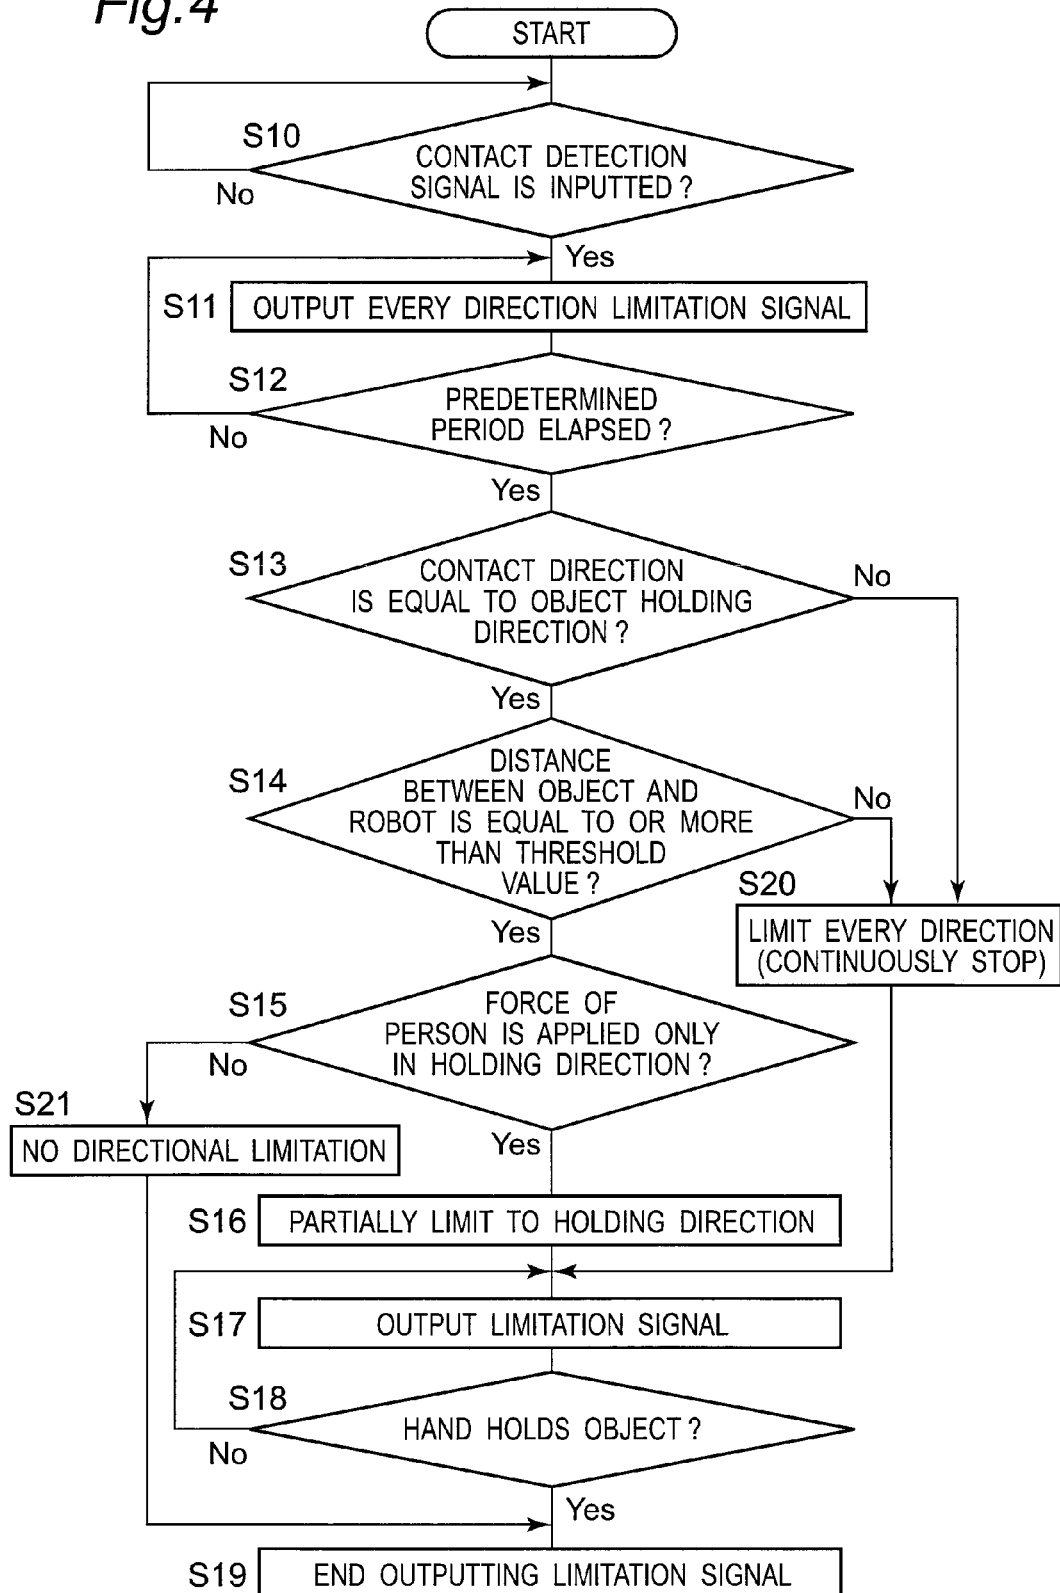 Fig.4
START
S10
CONTACT DETECTION
SIGNAL IS INPUTTED ?
No
Yes
S11
OUTPUT EVERY DIRECTION LIMITATION SIGNAL
S12
PREDETERMINED
PERIOD ELAPSED ?
No
Yes
S13
CONTACT DIRECTION
IS EQUAL TO OBJECT HOLDING
DIRECTION ?
No
Yes
S14
DISTANCE
BETWEEN OBJECT AND
ROBOT IS EQUAL TO OR MORE
THAN THRESHOLD
VALUE ?
No
Yes
S20
LIMIT EVERY DIRECTION
(CONTINUOUSLY STOP)
S15
FORCE OF
PERSON IS APPLIED ONLY
IN HOLDING DIRECTION ?
No
Yes
S21
NO DIRECTIONAL LIMITATION
S16
PARTIALLY LIMIT TO HOLDING DIRECTION
S17
OUTPUT LIMITATION SIGNAL
S18
HAND HOLDS OBJECT ?
No
Yes
S19
END OUTPUTTING LIMITATION SIGNAL